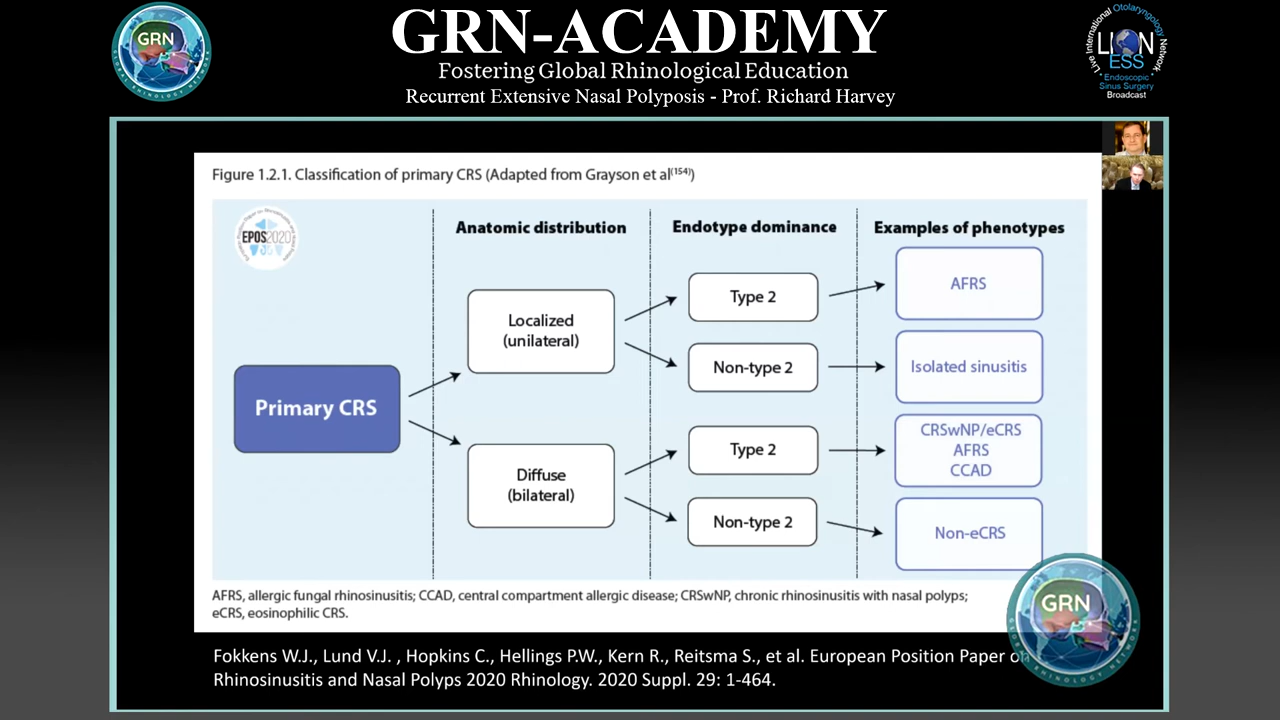 GRN
GRN-ACADEMY
Fostering Global Rhinological Education
Recurrent Extensive Nasal Polyposis - Prof. Richard Harvey
Live International Otolaryngology Network
LION
ESS
Endoscopic
Sinus Surgery
Broadcast
Figure 1.2.1. Classification of primary CRS (Adapted from Grayson et al(154))
EPOS2020
Anatomic distribution
Endotype dominance
Examples of phenotypes
Primary CRS
Localized
(unilateral)
Type 2
AFRS
Non-type 2
Isolated sinusitis
Diffuse
(bilateral)
Type 2
CRSwNP/eCRS
AFRS
CCAD
Non-type 2
Non-eCRS
AFRS, allergic fungal rhinosinusitis; CCAD, central compartment allergic disease; CRSwNP, chronic rhinosinusitis with nasal polyps;
eCRS, eosinophilic CRS.
GRN
GLOBAL RHINOLOGY NETWORK
Fokkens W.J., Lund V.J. , Hopkins C., Hellings P.W., Kern R., Reitsma S., et al. European Position Paper on
Rhinosinusitis and Nasal Polyps 2020 Rhinology. 2020 Suppl. 29: 1-464.